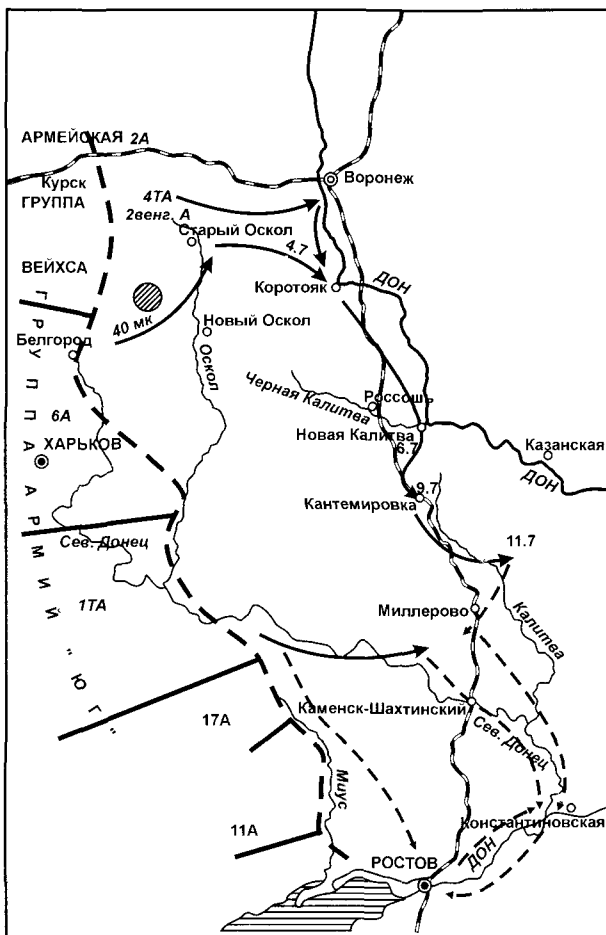 АРМЕЙСКАЯ 2А
Курск
ГРУППА
ВЕЙХСА
Воронеж
4ТА
2венг. А
Старый Оскол
4.7
Коротояк
ДОН
40 мк
Новый Оскол
Оскол
Белгород
ГРУППА АРМИЙ "ЮГ"
6А
ХАРЬКОВ
Черная Калитва
Россошь
Новая Калитва
6.7
Казанская
ДОН
9.7
Кантемировка
11.7
Сев. Донец
1ТА
Миллерово
Калитва
Каменск-Шахтинский
Сев. Донец
17А
Миус
11А
Константиновская
ДОН
РОСТОВ